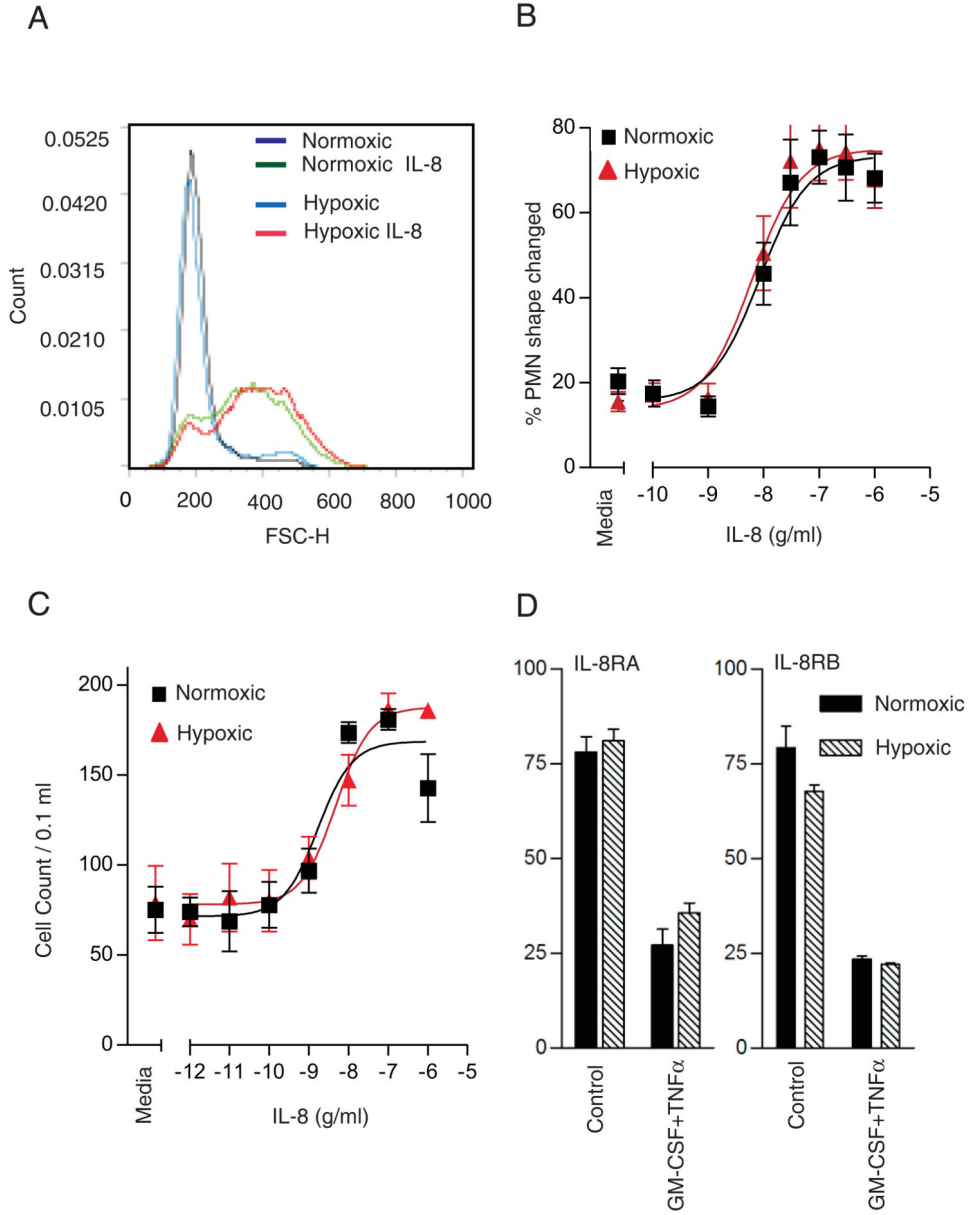 A
0.0525
0.0420
0.0315
0.0210
0.0105
Count
Normoxic
Normoxic IL-8
Hypoxic
Hypoxic IL-8
0 200 400 600 800 1000
FSC-H
B
80
60
40
20
0
% PMN shape changed
Normoxic
Hypoxic
Media -10 -9 -8 -7 -6 -5
IL-8 (g/ml)
C
200
150
100
50
0
Cell Count / 0.1 ml
Normoxic
Hypoxic
Media -12 -11 -10 -9 -8 -7 -6 -5
IL-8 (g/ml)
D
IL-8RA
100
75
50
25
0
Control
GM-CSF+TNFα
IL-8RB
100
75
50
25
0
Normoxic
Hypoxic
Control
GM-CSF+TNFα